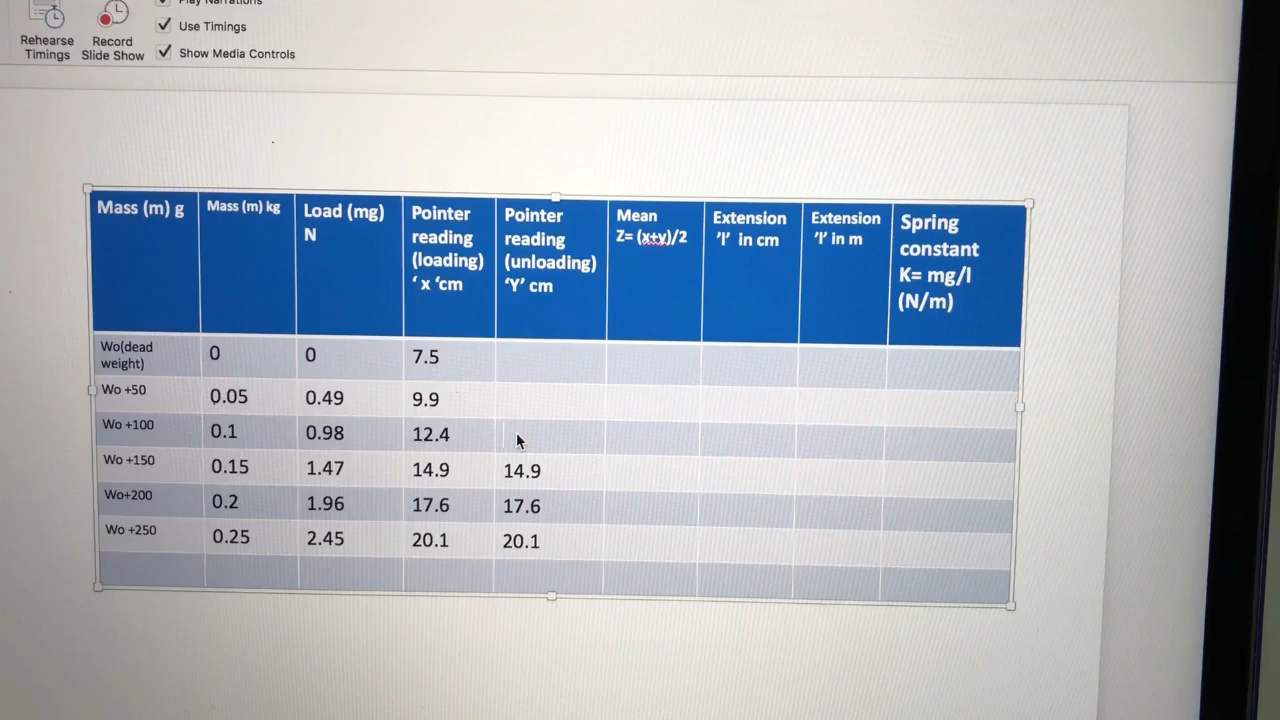 Play Narrations
Rehearse
Timings
Record
Slide Show
Use Timings
Show Media Controls
Mass (m) g
Mass (m) kg
Load (mg)
N
Pointer
reading
(loading)
‘ x ‘cm
Pointer
reading
(unloading)
‘Y’ cm
Mean
Z= (x+y)/2
Extension
’l’ in cm
Extension
‘l’ in m
Spring
constant
K= mg/l
(N/m)
Wo(dead
weight)
0
0
7.5
Wo +50
0.05
0.49
9.9
Wo +100
0.1
0.98
12.4
Wo +150
0.15
1.47
14.9
14.9
Wo+200
0.2
1.96
17.6
17.6
Wo +250
0.25
2.45
20.1
20.1